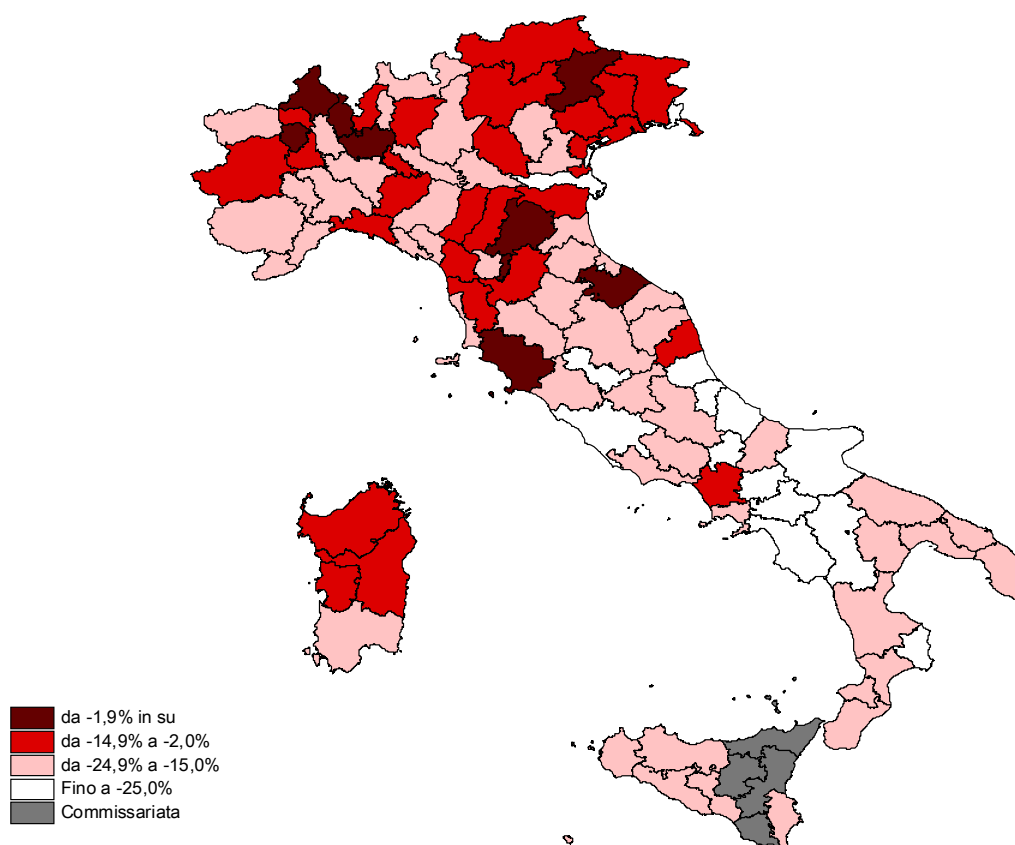 da -1,9% in su
da -14,9% a -2,0%
da -24,9% a -15,0%
Fino a -25,0%
Commissariata